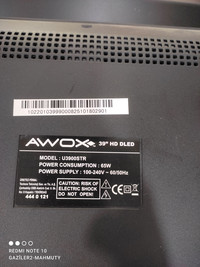 1022010399900082510180Z901
AWOX 39" HD DLED
MODEL : U3900STR
POWER CONSUMPTION : 65W
POWER SUPPLY : 100-240V ~ 60/50Hz
444 0 121
CAUTION: RISK OF
ELECTRIC SHOCK
DO NOT OPEN
REDMI NOTE 10
GAZİLER2-MAHMUTY